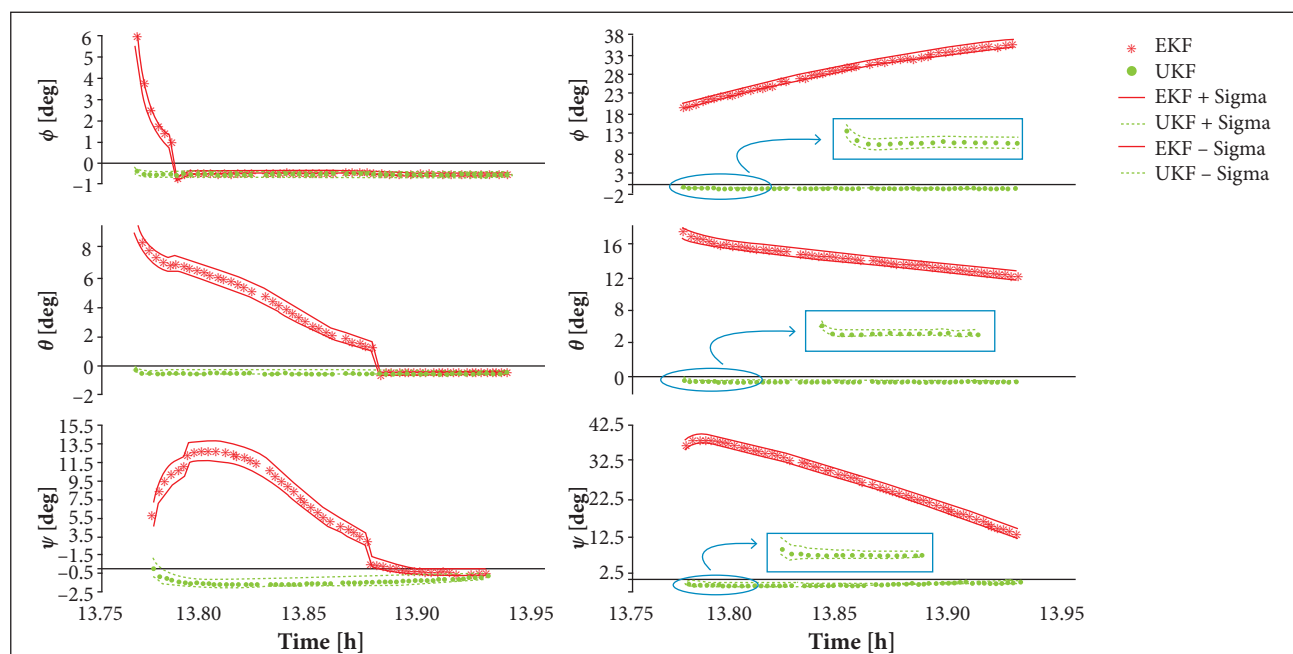 6
5
4
3
2
1
0
−1
ϕ [deg]
38
33
28
23
18
13
8
3
−2
ϕ [deg]
EKF
UKF
EKF + Sigma
UKF + Sigma
EKF – Sigma
UKF – Sigma
8
6
4
2
0
−2
θ [deg]
16
12
8
2
0
θ [deg]
15.5
13.5
11.5
9.5
7.5
5.5
3.5
−1.5
−0.5
−2.5
ψ [deg]
42.5
32.5
22.5
12.5
2.5
ψ [deg]
13.75 13.80 13.85 13.90 13.95
Time [h]
13.75 13.80 13.85 13.90 13.95
Time [h]